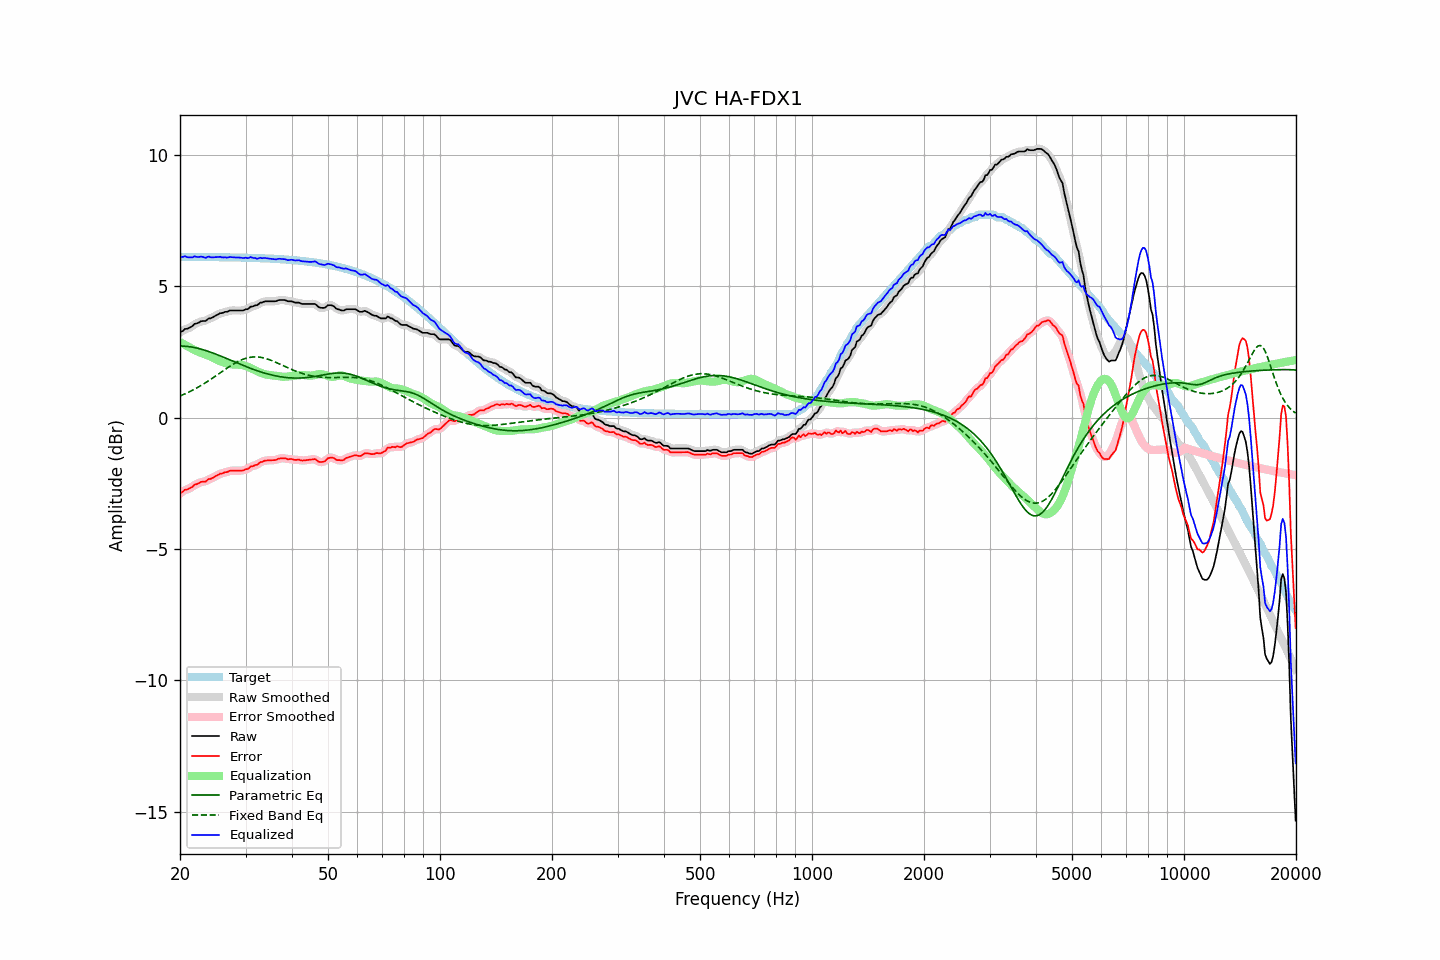 JVC HA-FDX1
Amplitude (dBr)
10
5
0
−5
−10
−15
Target
Raw Smoothed
Error Smoothed
Raw
Error
Equalization
Parametric Eq
Fixed Band Eq
Equalized
20 50 100 200 500 1000 2000 5000 10000 20000
Frequency (Hz)